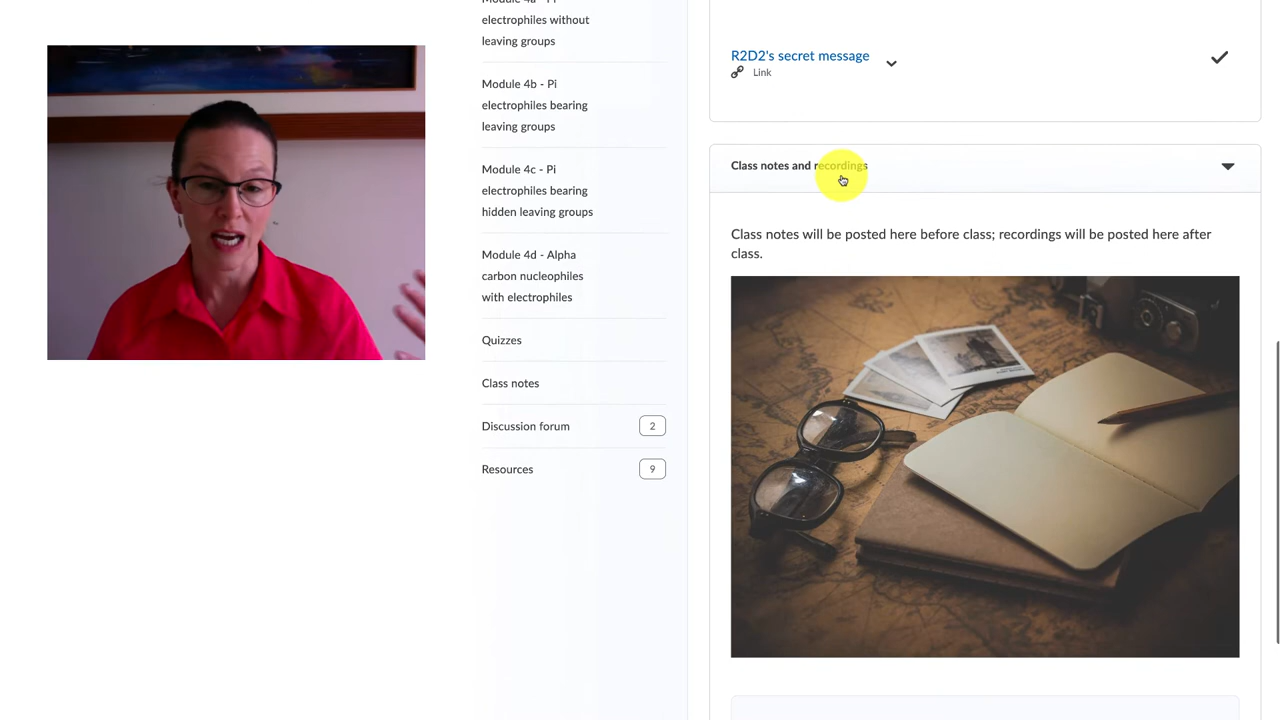 Module 4a - Pi
electrophiles without
leaving groups
Module 4b - Pi
electrophiles bearing
leaving groups
Module 4c - Pi
electrophiles bearing
hidden leaving groups
Module 4d - Alpha
carbon nucleophiles
with electrophiles
Quizzes
Class notes
Discussion forum 2
Resources 9
R2D2's secret message
Link
Class notes and recordings
Class notes will be posted here before class; recordings will be posted here after
class.